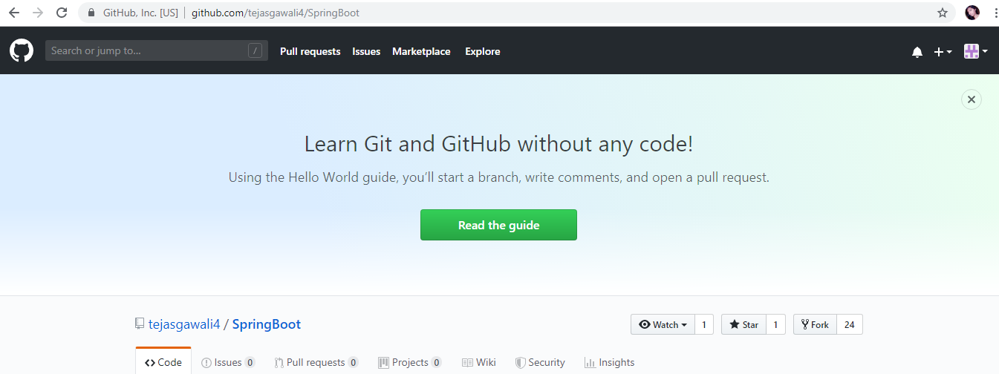 GitHub, Inc. [US] | github.com/tejasgawali4/SpringBoot
Search or jump to... / Pull requests Issues Marketplace Explore
Learn Git and GitHub without any code!
Using the Hello World guide, you’ll start a branch, write comments, and open a pull request.
Read the guide
tejasgawali4 / SpringBoot Watch 1 Star 1 Fork 24
Code Issues 0 Pull requests 0 Projects 0 Wiki Security Insights